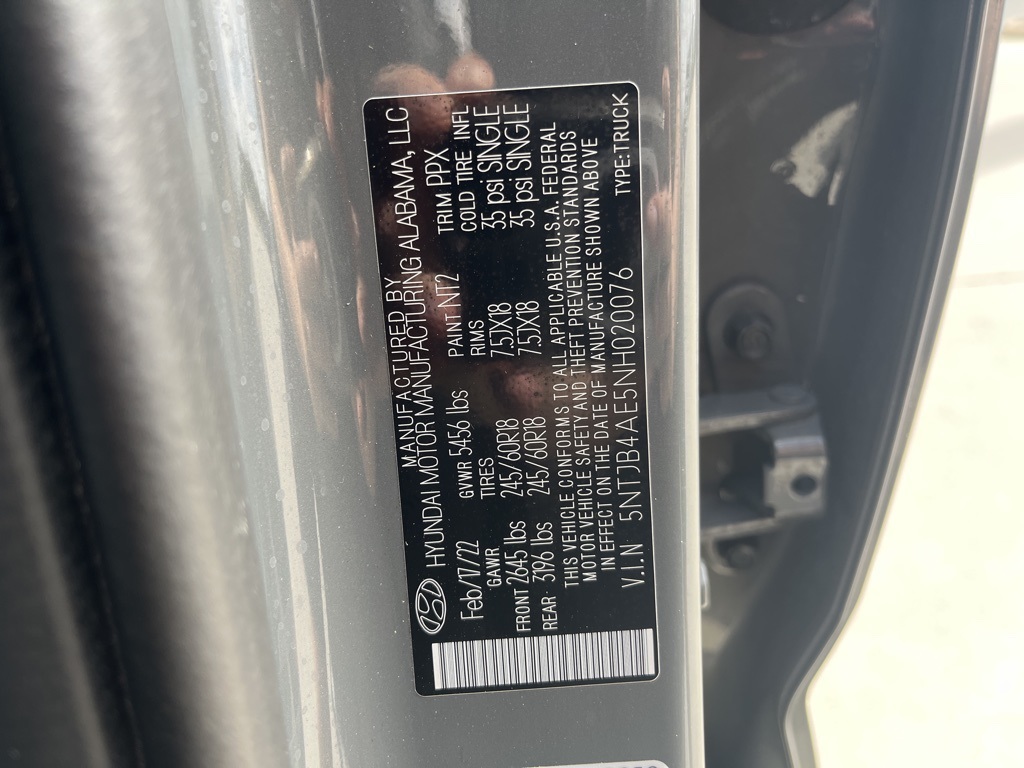 MANUFACTURED BY
HYUNDAI MOTOR MANUFACTURING ALABAMA, LLC
Feb/17/22 GVWR 5456 lbs PAINT NT2 TRIM PPX
GAWR TIRES RIMS COLD TIRE INFL
FRONT 2645 lbs 245/60R18 7.5JX18 35 psi SINGLE
REAR 3196 lbs 245/60R18 7.5JX18 35 psi SINGLE
THIS VEHICLE CONFORMS TO ALL APPLICABLE U.S.A. FEDERAL
MOTOR VEHICLE SAFETY AND THEFT PREVENTION STANDARDS
IN EFFECT ON THE DATE OF MANUFACTURE SHOWN ABOVE
V.I.N 5NTJB4AE5NH020076 TYPE:TRUCK